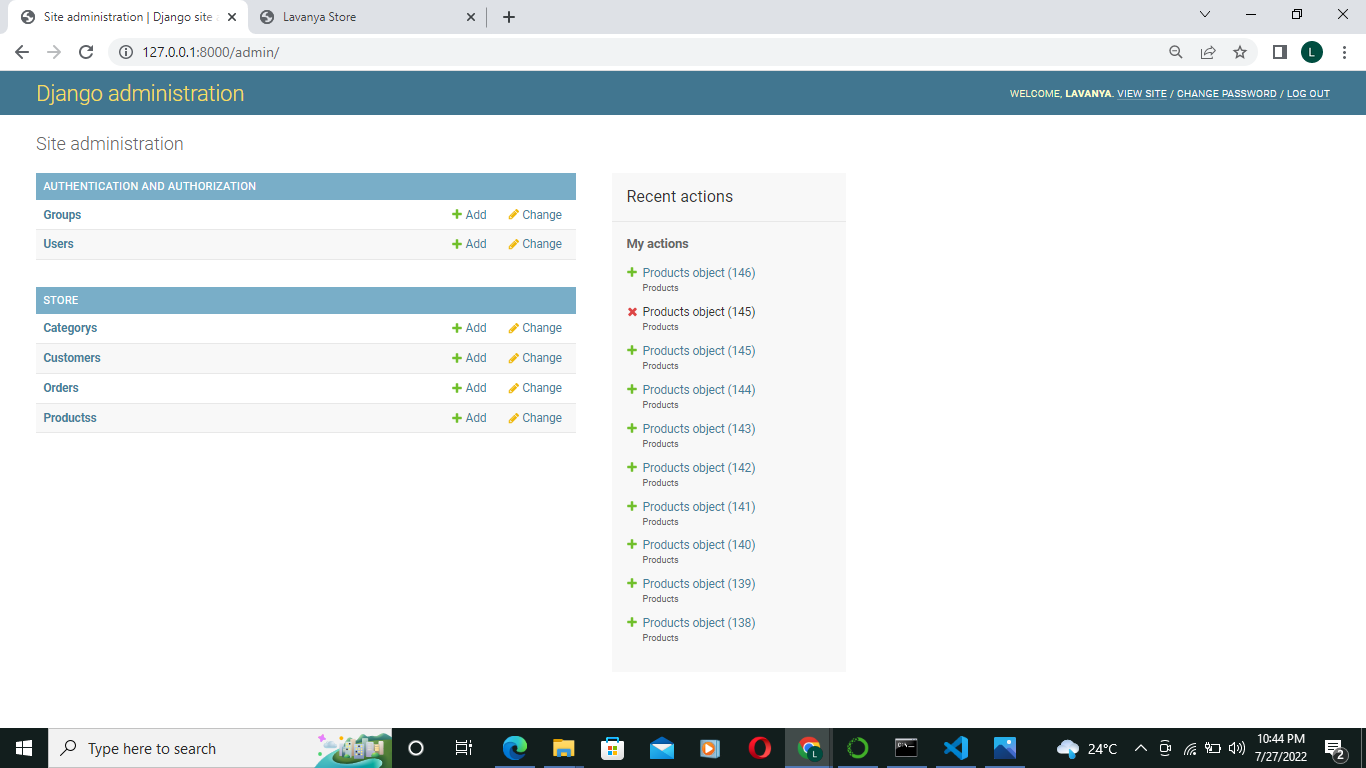 Site administration | Django site
Lavanya Store
127.0.0.1:8000/admin/
L
Django administration
WELCOME, LAVANYA. VIEW SITE / CHANGE PASSWORD / LOG OUT
Site administration
AUTHENTICATION AND AUTHORIZATION
Groups Add Change
Users Add Change
STORE
Categorys Add Change
Customers Add Change
Orders Add Change
Productss Add Change
Recent actions
My actions
Products object (146)
Products
Products object (145)
Products
Products object (145)
Products
Products object (144)
Products
Products object (143)
Products
Products object (142)
Products
Products object (141)
Products
Products object (140)
Products
Products object (139)
Products
Products object (138)
Products
Type here to search
L
24°C
10:44 PM
7/27/2022
2